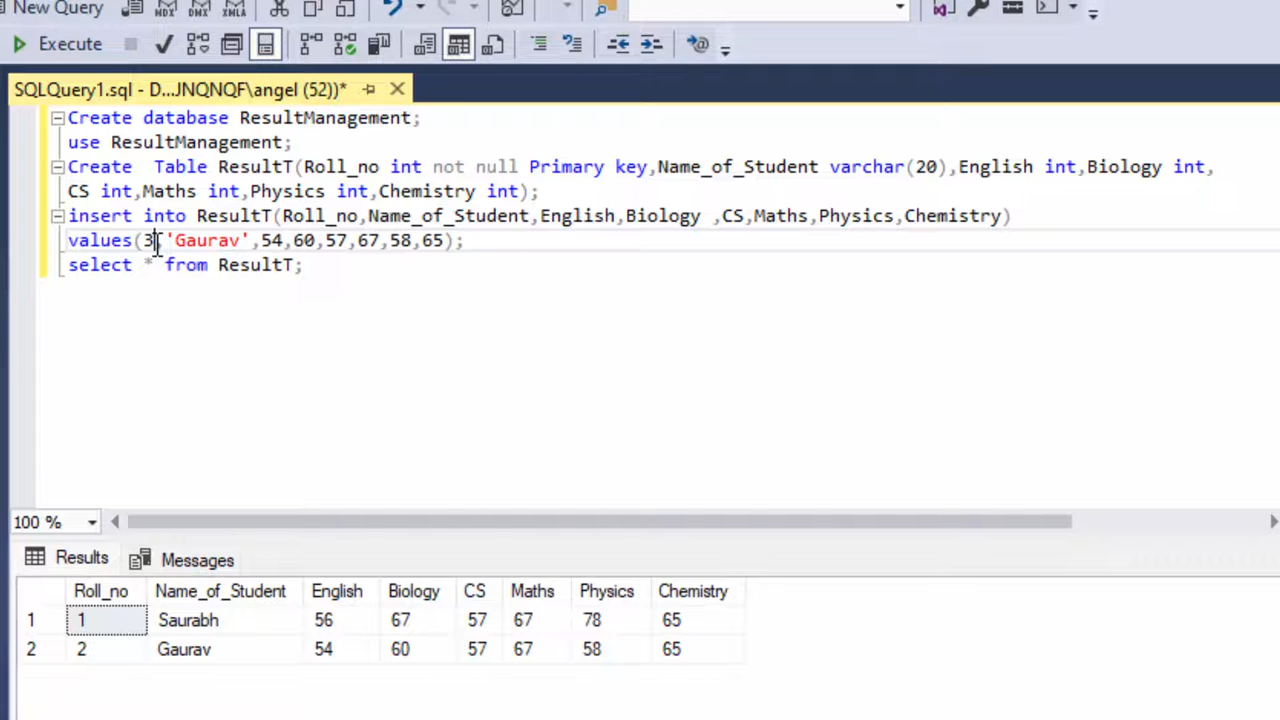 New Query MDX DMX XMLA
Execute
SQLQuery1.sql - D...JNQNQF\angel (52))*
Create database ResultManagement;
use ResultManagement;
Create  Table ResultT(Roll_no int not null Primary key,Name_of_Student varchar(20),English int,Biology int,
CS int,Maths int,Physics int,Chemistry int);
insert into ResultT(Roll_no,Name_of_Student,English,Biology ,CS,Maths,Physics,Chemistry)
values(3,'Gaurav',54,60,57,67,58,65);
select * from ResultT;
100 %
Results Messages
Roll_no Name_of_Student English Biology CS Maths Physics Chemistry
1 1 Saurabh 56 67 57 67 78 65
2 2 Gaurav 54 60 57 67 58 65